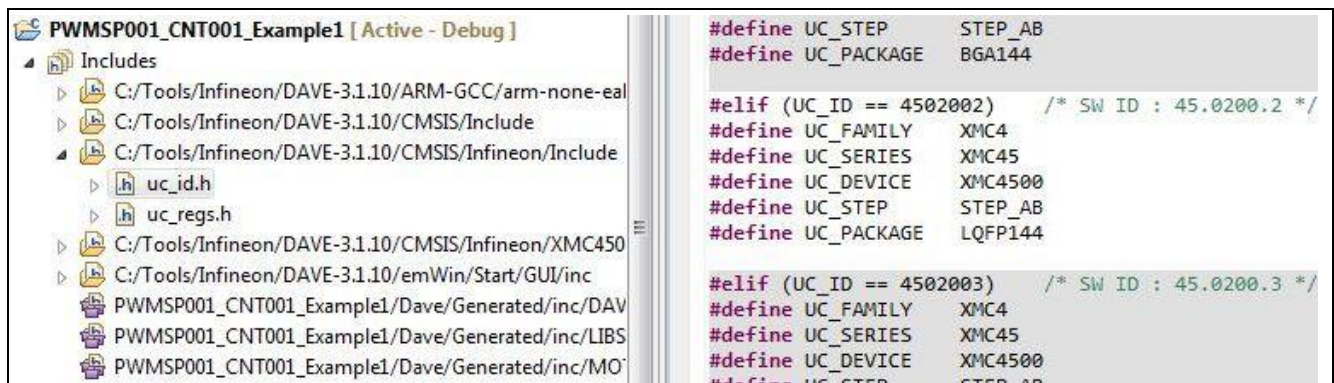 PWMSP001_CNT001_Example1 [ Active - Debug ]
Includes
C:/Tools/Infineon/DAVE-3.1.10/ARM-GCC/arm-none-eal
C:/Tools/Infineon/DAVE-3.1.10/CMSIS/Include
C:/Tools/Infineon/DAVE-3.1.10/CMSIS/Infineon/Include
uc_id.h
uc_regs.h
C:/Tools/Infineon/DAVE-3.1.10/CMSIS/Infineon/XMC450
C:/Tools/Infineon/DAVE-3.1.10/emWin/Start/GUI/inc
PWMSP001_CNT001_Example1/Dave/Generated/inc/DAV
PWMSP001_CNT001_Example1/Dave/Generated/inc/LIBS
PWMSP001_CNT001_Example1/Dave/Generated/inc/MO
#define UC_STEP STEP_AB
#define UC_PACKAGE BGA144
#elif (UC_ID == 4502002) /* SW ID : 45.0200.2 */
#define UC_FAMILY XMC4
#define UC_SERIES XMC45
#define UC_DEVICE XMC4500
#define UC_STEP STEP_AB
#define UC_PACKAGE LQFP144
#elif (UC_ID == 4502003) /* SW ID : 45.0200.3 */
#define UC_FAMILY XMC4
#define UC_SERIES XMC45
#define UC_DEVICE XMC4500